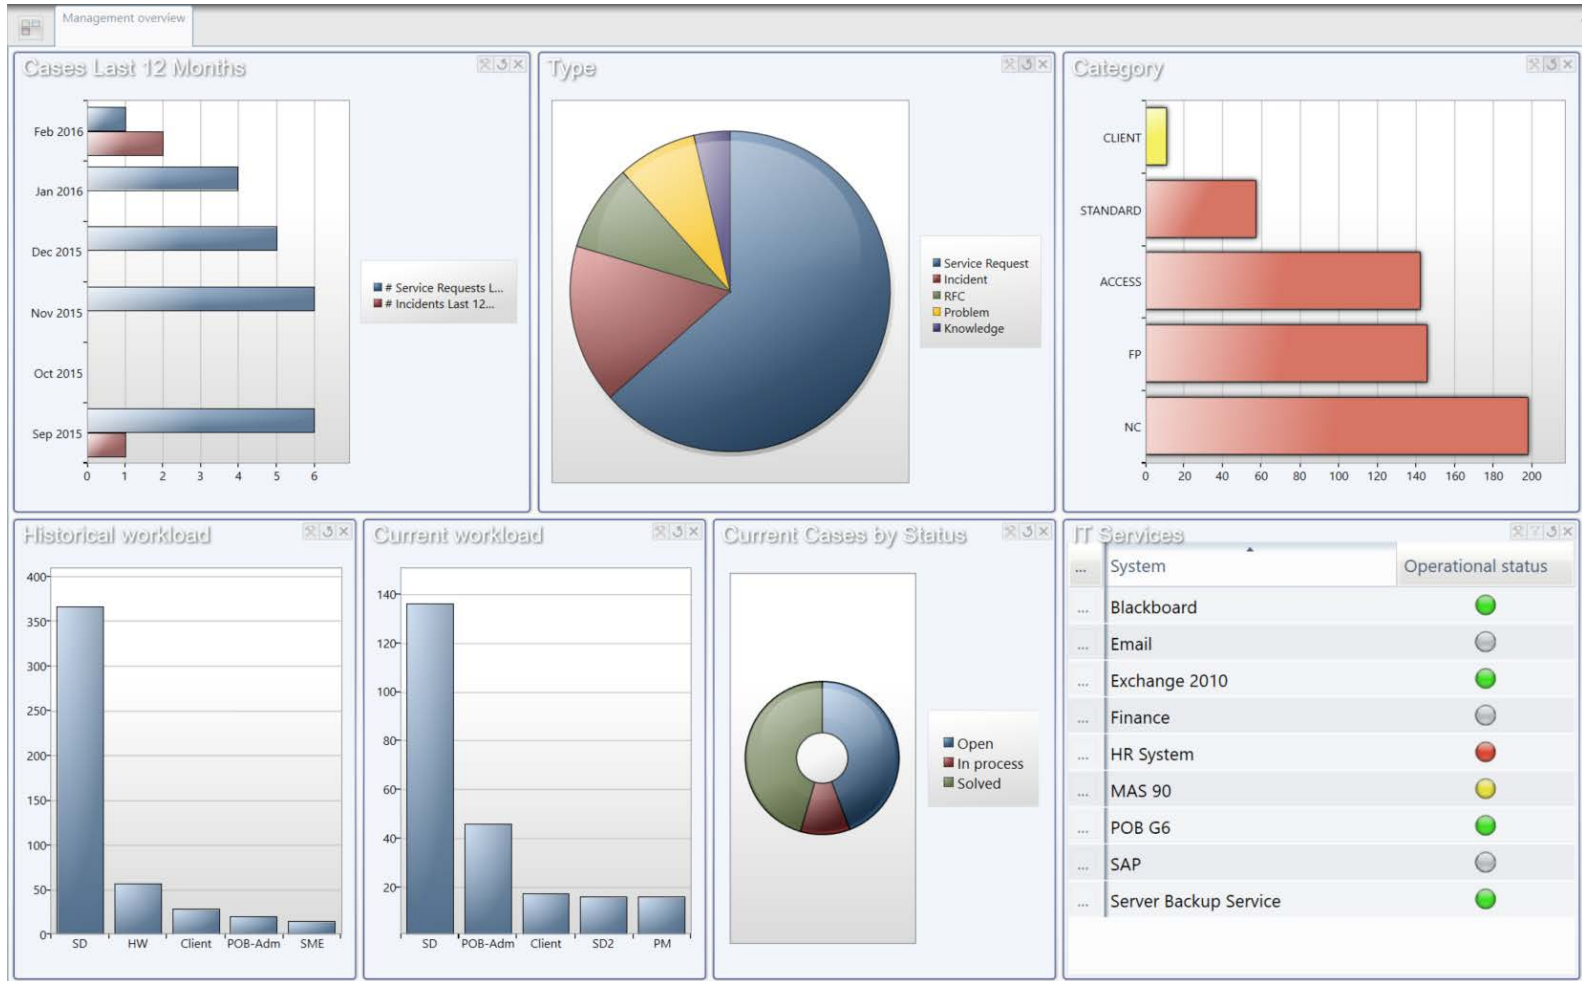 Management overview
Cases Last 12 Months
Feb 2016
Jan 2016
Dec 2015
Nov 2015
Oct 2015
Sep 2015
0 1 2 3 4 5 6
# Service Requests L...
# Incidents Last 12...
Type
Service Request
Incident
RFC
Problem
Knowledge
Category
CLIENT
STANDARD
ACCESS
FP
NC
0 20 40 60 80 100 120 140 160 180 200
Historical workload
400
350
300
250
200
150
100
50
0
SD HW Client POB-Adm SME
Current workload
140
120
100
80
60
40
20
SD POB-Adm Client SD2 PM
Current Cases by Status
Open
In process
Solved
IT Services
... System Operational status
... Blackboard
... Email
... Exchange 2010
... Finance
... HR System
... MAS 90
... POB G6
... SAP
... Server Backup Service